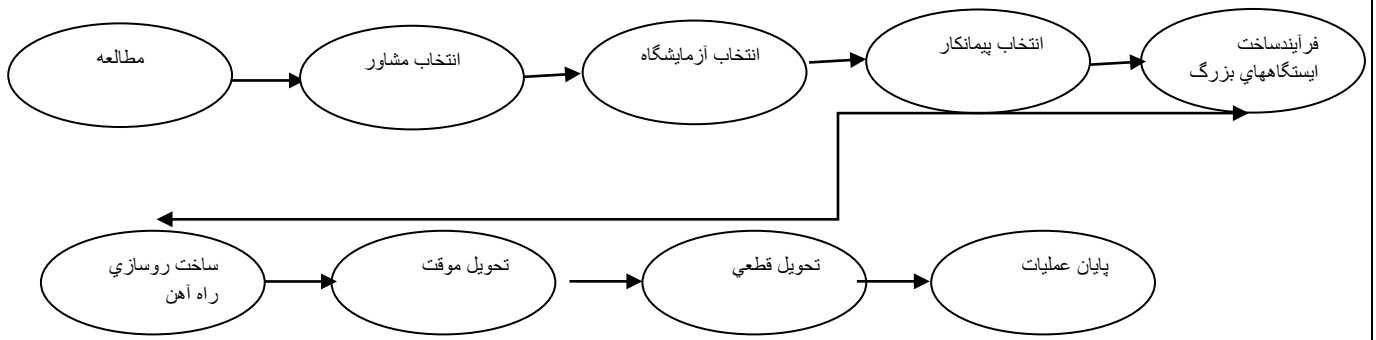 مطالعه
انتخاب مشاور
انتخاب آزمايشگاه
انتخاب پيمانكار
فرآيندساخت
ايستگاههاي بزرگ
ساخت روسازي
راه آهن
تحويل موقت
تحويل قطعي
پايان عمليات